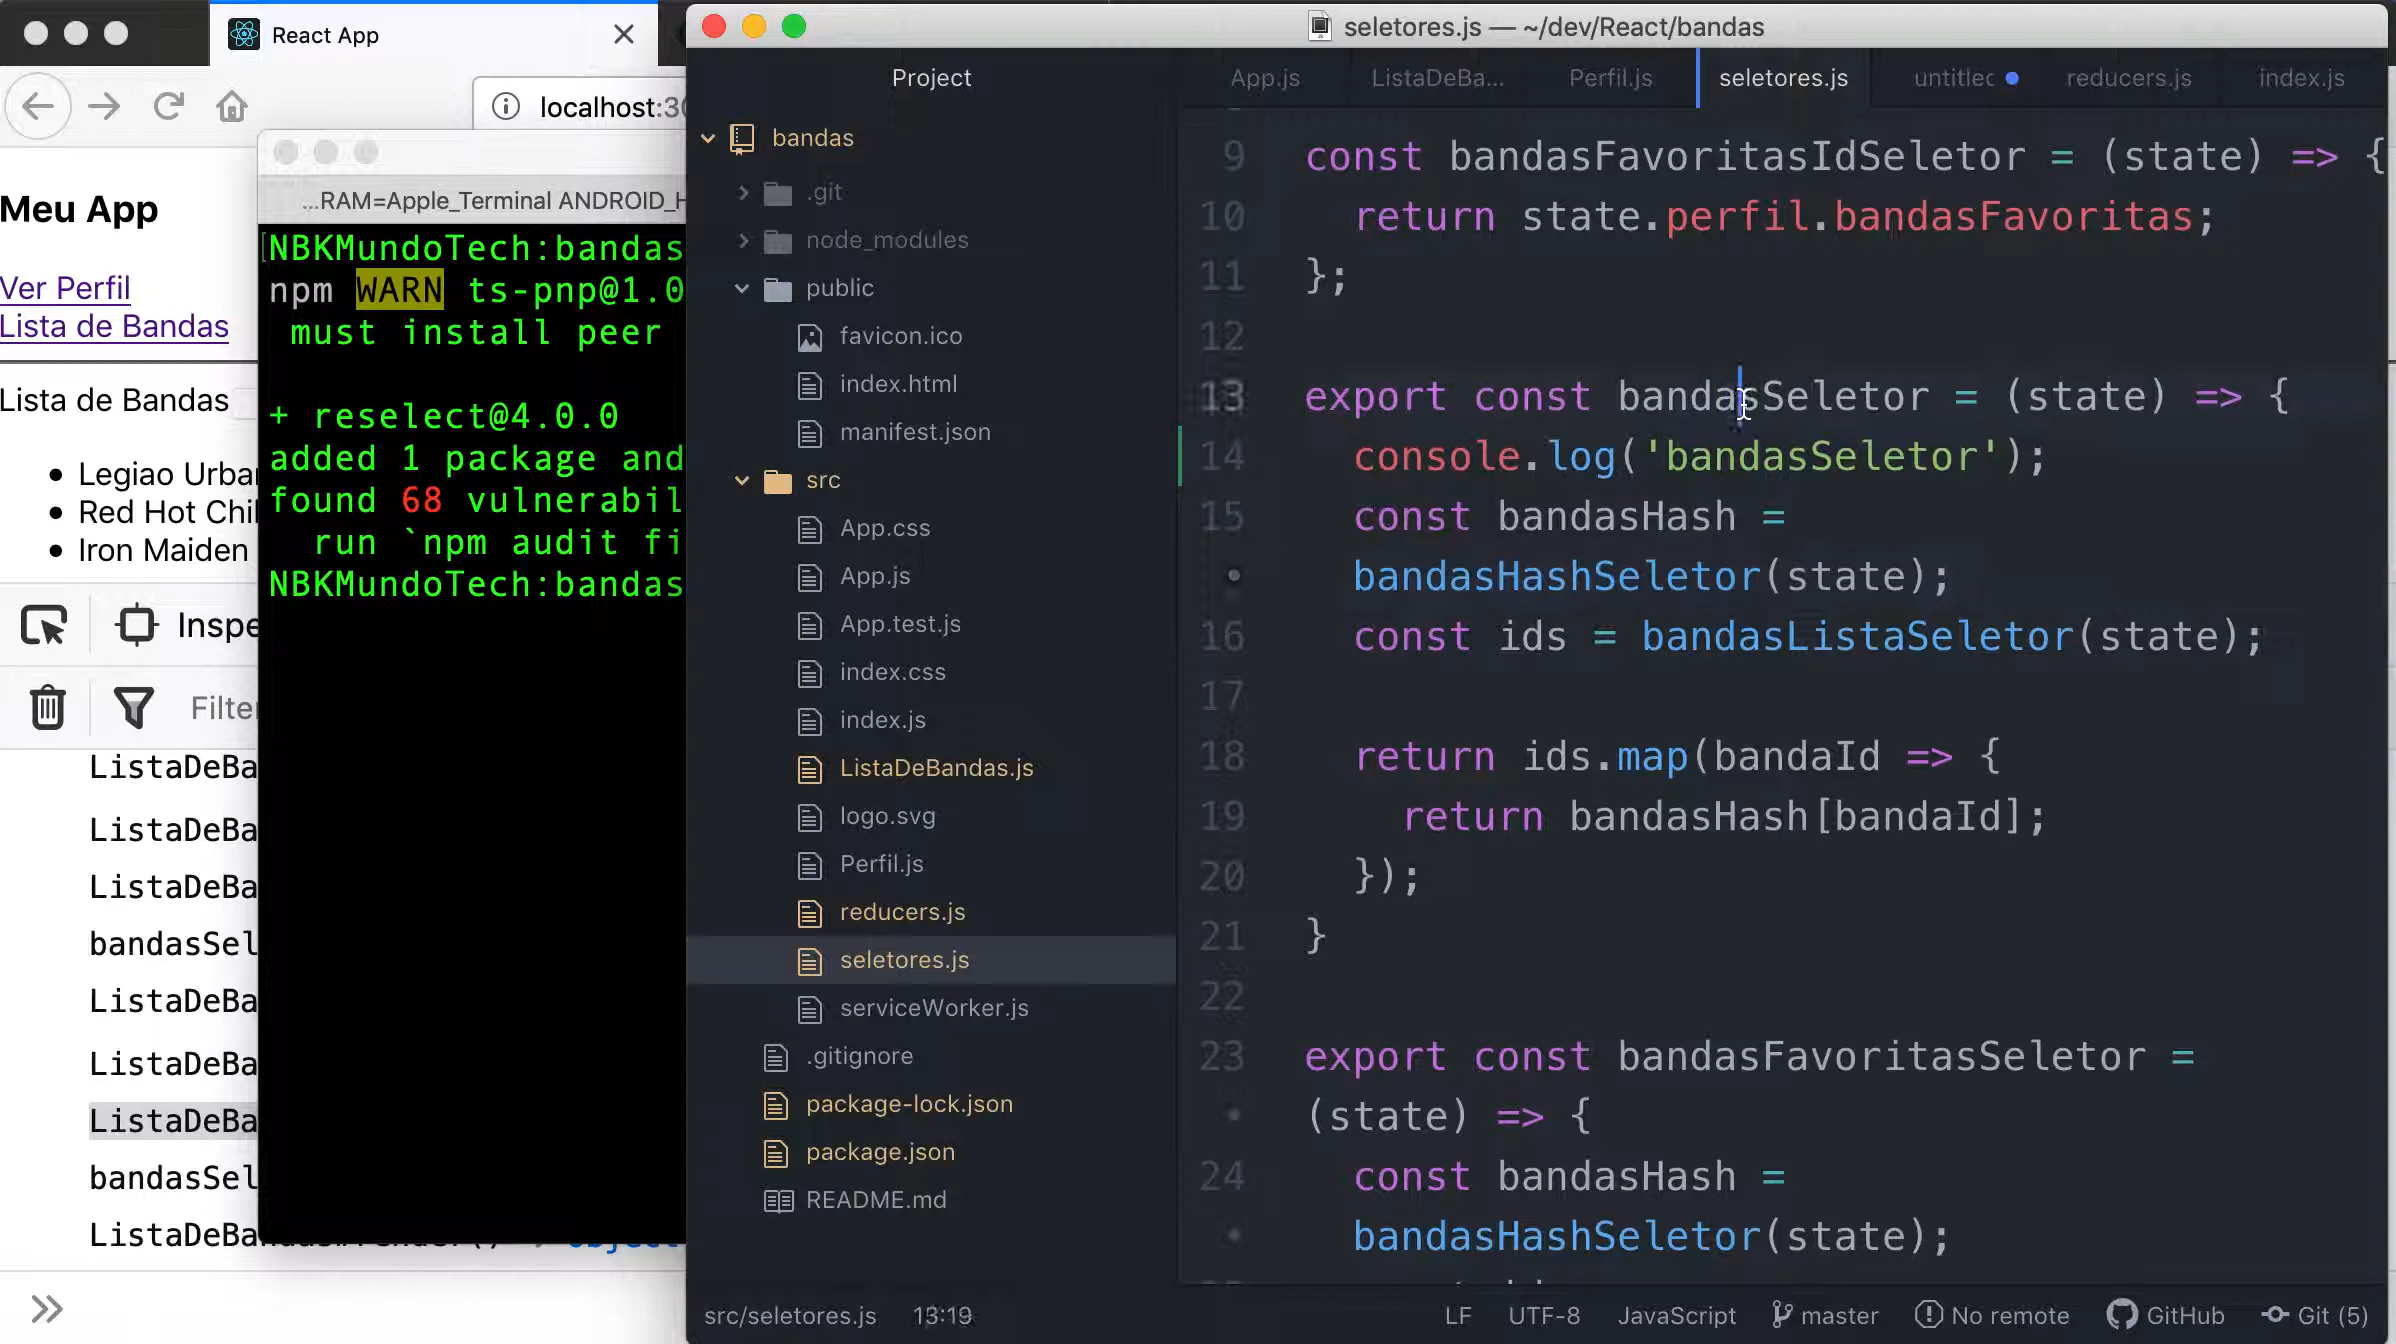 React App
localhost:30
Meu App
Ver Perfil
Lista de Bandas
Lista de Bandas
Legiao Urba
Red Hot Chil
Iron Maiden
Inspe
Filte
ListaDeBa
ListaDeBa
ListaDeBa
bandasSel
ListaDeBa
ListaDeBa
ListaDeBa
bandasSel
ListaDeBa
...RAM=Apple_Terminal ANDROID_H
[NBKMundoTech:bandas
npm WARN ts-pnp@1.0
must install peer
+ reselect@4.0.0
added 1 package and
found 68 vulnerabil
run `npm audit fi
NBKMundoTech:bandas
seletores.js — ~/dev/React/bandas
Project
bandas
.git
node_modules
public
favicon.ico
index.html
manifest.json
src
App.css
App.js
App.test.js
index.css
index.js
ListaDeBandas.js
logo.svg
Perfil.js
reducers.js
seletores.js
serviceWorker.js
.gitignore
package-lock.json
package.json
README.md
App.js ListaDeBa... Perfil.js seletores.js untitled reducers.js index.js
9 const bandasFavoritasIdSeletor = (state) => {
10 return state.perfil.bandasFavoritas;
11 };
12
13 export const bandasSeletor = (state) => {
14 console.log('bandasSeletor');
15 const bandasHash =
bandasHashSeletor(state);
16 const ids = bandasListaSeletor(state);
17
18 return ids.map(bandaId => {
19 return bandasHash[bandaId];
20 });
21 }
22
23 export const bandasFavoritasSeletor =
(state) => {
24 const bandasHash =
bandasHashSeletor(state);
src/seletores.js 13:19 LF UTF-8 JavaScript master No remote GitHub Git (5)